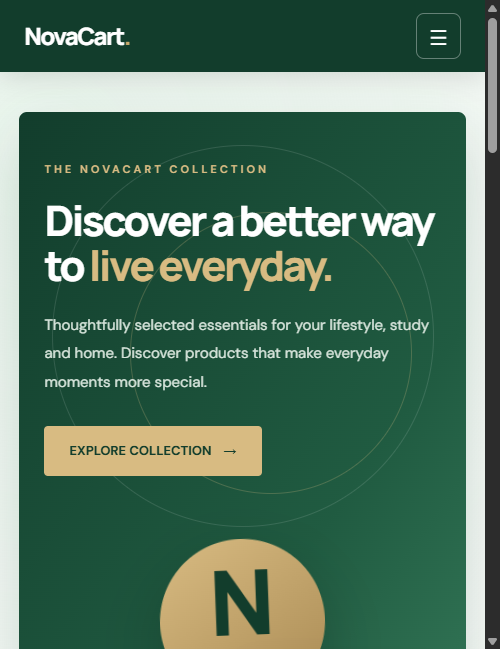 NovaCart.
☰
THE NOVACART COLLECTION
Discover a better way
to live everyday.
Thoughtfully selected essentials for your lifestyle, study
and home. Discover products that make everyday
moments more special.
EXPLORE COLLECTION →
N